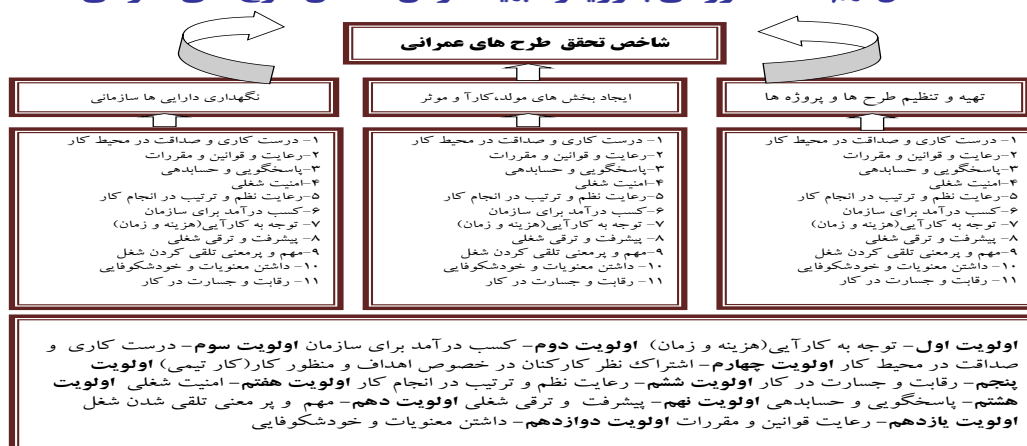 شاخص تحقق طرح های عمرانی
تهیه و تنظیم طرح ها و پروژه ها
ایجاد بخش های مولد،کارآ و موثر
نگهداری دارایی ها سازمانی
۱- درست کاری و صداقت در محیط کار
۲-رعایت و قوانین و مقررات
۳-پاسخگویی و حسابدهی
۴-امنیت شغلی
۵-رعایت نظم و ترتیب در انجام کار
۶-کسب درآمد برای سازمان
۷- توجه به کارآیی(هزینه و زمان)
۸- پیشرفت و ترقی شغلی
۹-مهم و پرمعنی تلقی کردن شغل
۱۰- داشتن معنویات و خودشکوفایی
۱۱- رقابت و جسارت در کار
۱- درست کاری و صداقت در محیط کار
۲-رعایت و قوانین و مقررات
۳-پاسخگویی و حسابدهی
۴-امنیت شغلی
۵-رعایت نظم و ترتیب در انجام کار
۶-کسب درآمد برای سازمان
۷- توجه به کارآیی(هزینه و زمان)
۸- پیشرفت و ترقی شغلی
۹-مهم و پرمعنی تلقی کردن شغل
۱۰- داشتن معنویات و خودشکوفایی
۱۱- رقابت و جسارت در کار
۱- درست کاری و صداقت در محیط کار
۲-رعایت و قوانین و مقررات
۳-پاسخگویی و حسابدهی
۴-امنیت شغلی
۵-رعایت نظم و ترتیب در انجام کار
۶-کسب درآمد برای سازمان
۷- توجه به کارآیی(هزینه و زمان)
۸- پیشرفت و ترقی شغلی
۹-مهم و پرمعنی تلقی کردن شغل
۱۰- داشتن معنویات و خودشکوفایی
۱۱- رقابت و جسارت در کار
اولویت اول- توجه به کارآیی(هزینه و زمان) اولویت دوم- کسب درآمد برای سازمان اولویت سوم- درست کاری و
صداقت در محیط کار اولویت چهارم- اشتراک نظر کارکنان در خصوص اهداف و منظور کار(کار تیمی) اولویت
پنجم- رقابت و جسارت در کار اولویت ششم- رعایت نظم و ترتیب در انجام کار اولویت هفتم- امنیت شغلی اولویت
هشتم- پاسخگویی و حسابدهی اولویت نهم- پیشرفت و ترقی شغلی اولویت دهم- مهم و پر معنی تلقی شدن شغل
اولویت یازدهم- رعایت قوانین و مقررات اولویت دوازدهم- داشتن معنویات و خودشکوفایی